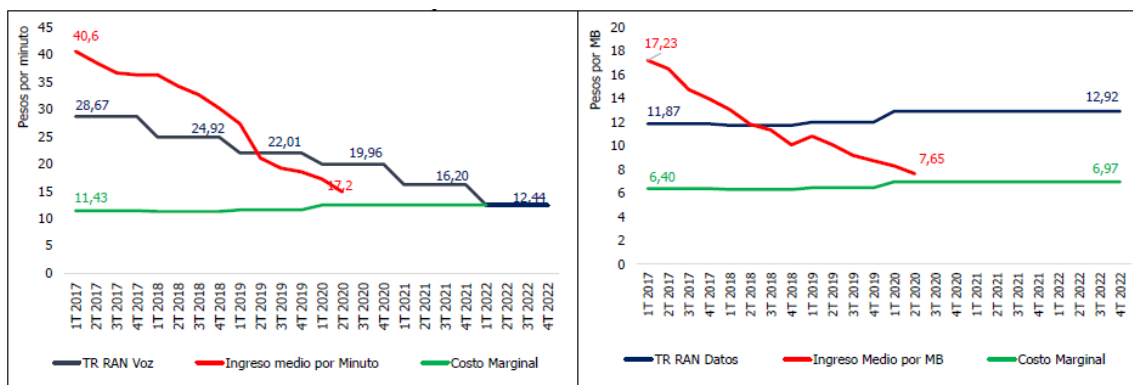 Pesos por minuto
45
40
35
30
25
20
15
10
5
0
40,6
28,67
24,92
22,01
19,96
17,2
16,20
12,44
11,43
1T 2017
2T 2017
3T 2017
4T 2017
1T 2018
2T 2018
3T 2018
4T 2018
1T 2019
2T 2019
3T 2019
4T 2019
1T 2020
2T 2020
3T 2020
4T 2020
1T 2021
2T 2021
3T 2021
4T 2021
1T 2022
2T 2022
3T 2022
4T 2022
TR RAN Voz Ingreso medio por Minuto Costo Marginal
Pesos por MB
20
18
16
14
12
10
8
6
4
2
0
17,23
11,87
12,92
7,65
6,40
6,97
1T 2017
2T 2017
3T 2017
4T 2017
1T 2018
2T 2018
3T 2018
4T 2018
1T 2019
2T 2019
3T 2019
4T 2019
1T 2020
2T 2020
3T 2020
4T 2020
1T 2021
2T 2021
3T 2021
4T 2021
1T 2022
2T 2022
3T 2022
4T 2022
TR RAN Datos Ingreso Medio por MB Costo Marginal